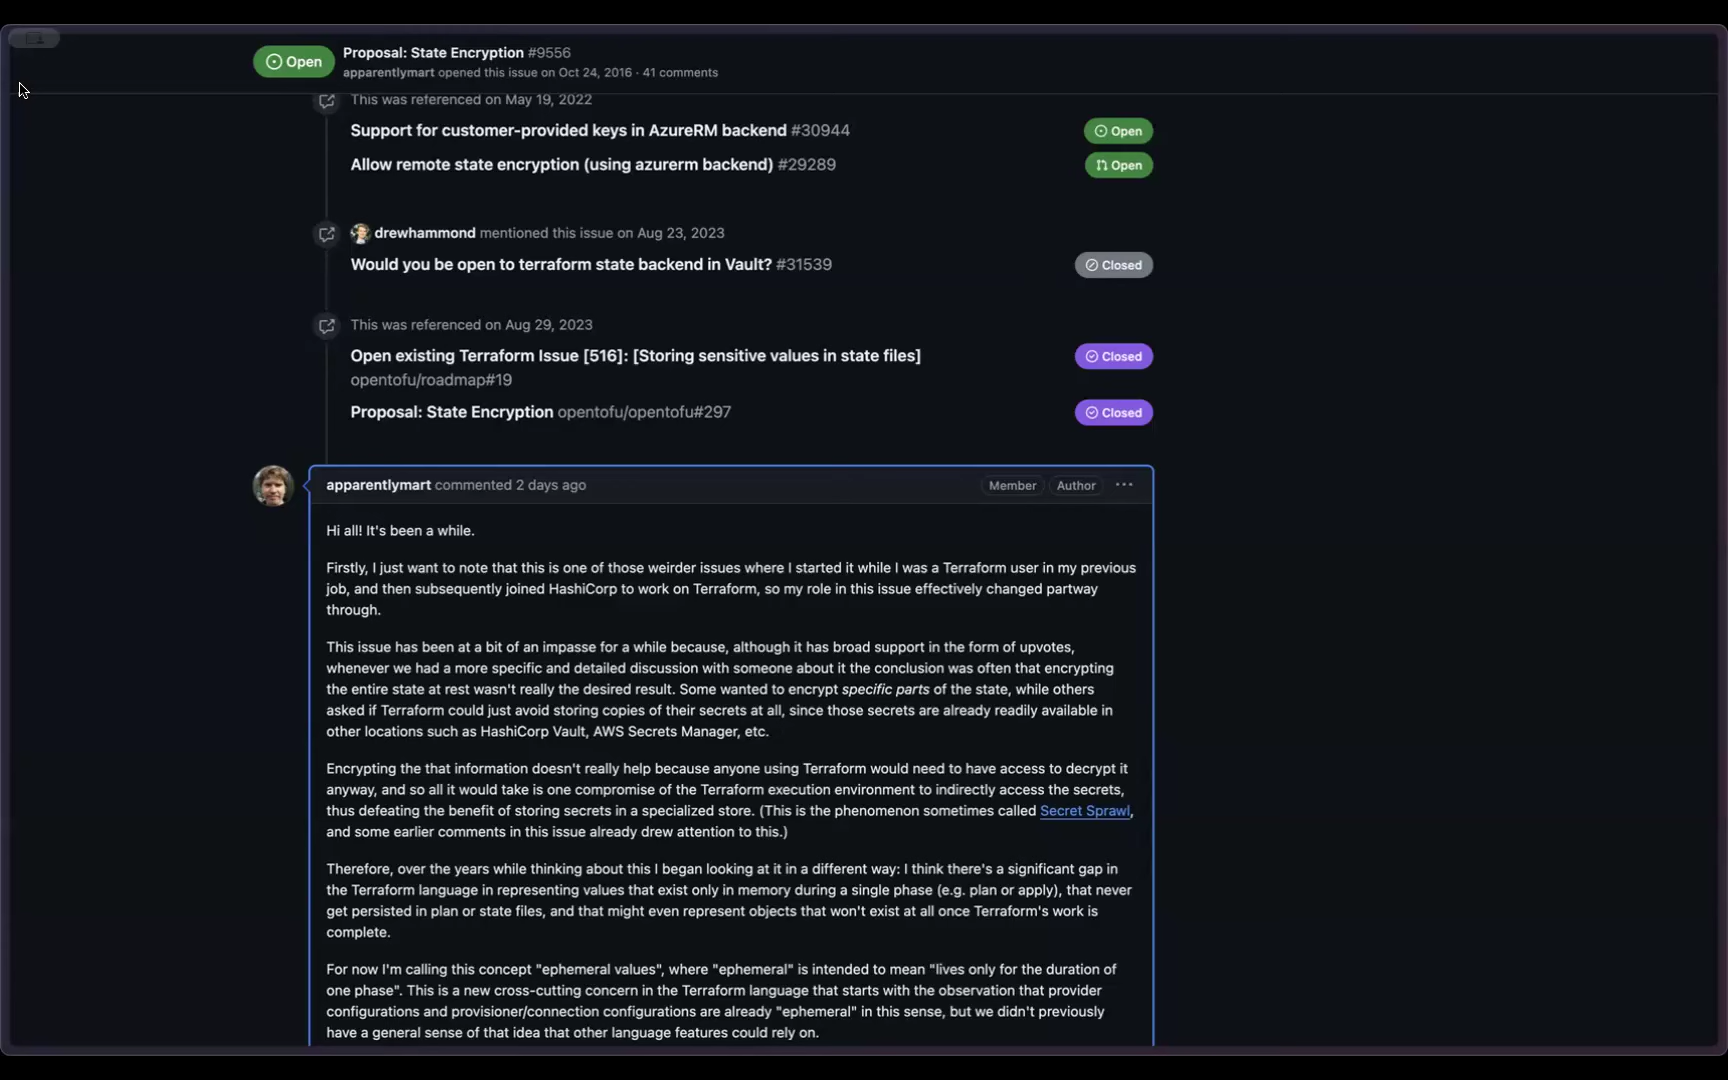 Open
Proposal: State Encryption #9556
apparentlymart opened this issue on Oct 24, 2016 · 41 comments
This was referenced on May 19, 2022
Support for customer-provided keys in AzureRM backend #30944
Open
Allow remote state encryption (using azurerm backend) #29289
Open
drewhammond mentioned this issue on Aug 23, 2023
Would you be open to terraform state backend in Vault? #31539
Closed
This was referenced on Aug 29, 2023
Open existing Terraform Issue [516]: [Storing sensitive values in state files]
opentofu/roadmap#19
Closed
Proposal: State Encryption opentofu/opentofu#297
Closed
apparentlymart commented 2 days ago
Member
Author
Hi all! It's been a while.
Firstly, I just want to note that this is one of those weirder issues where I started it while I was a Terraform user in my previous
job, and then subsequently joined HashiCorp to work on Terraform, so my role in this issue effectively changed partway
through.
This issue has been at a bit of an impasse for a while because, although it has broad support in the form of upvotes,
whenever we had a more specific and detailed discussion with someone about it the conclusion was often that encrypting
the entire state at rest wasn't really the desired result. Some wanted to encrypt specific parts of the state, while others
asked if Terraform could just avoid storing copies of their secrets at all, since those secrets are already readily available in
other locations such as HashiCorp Vault, AWS Secrets Manager, etc.
Encrypting the that information doesn't really help because anyone using Terraform would need to have access to decrypt it
anyway, and so all it would take is one compromise of the Terraform execution environment to indirectly access the secrets,
thus defeating the benefit of storing secrets in a specialized store. (This is the phenomenon sometimes called Secret Sprawl,
and some earlier comments in this issue already drew attention to this.)
Therefore, over the years while thinking about this I began looking at it in a different way: I think there's a significant gap in
the Terraform language in representing values that exist only in memory during a single phase (e.g. plan or apply), that never
get persisted in plan or state files, and that might even represent objects that won't exist at all once Terraform's work is
complete.
For now I'm calling this concept "ephemeral values", where "ephemeral" is intended to mean "lives only for the duration of
one phase". This is a new cross-cutting concern in the Terraform language that starts with the observation that provider
configurations and provisioner/connection configurations are already "ephemeral" in this sense, but we didn't previously
have a general sense of that idea that other language features could rely on.